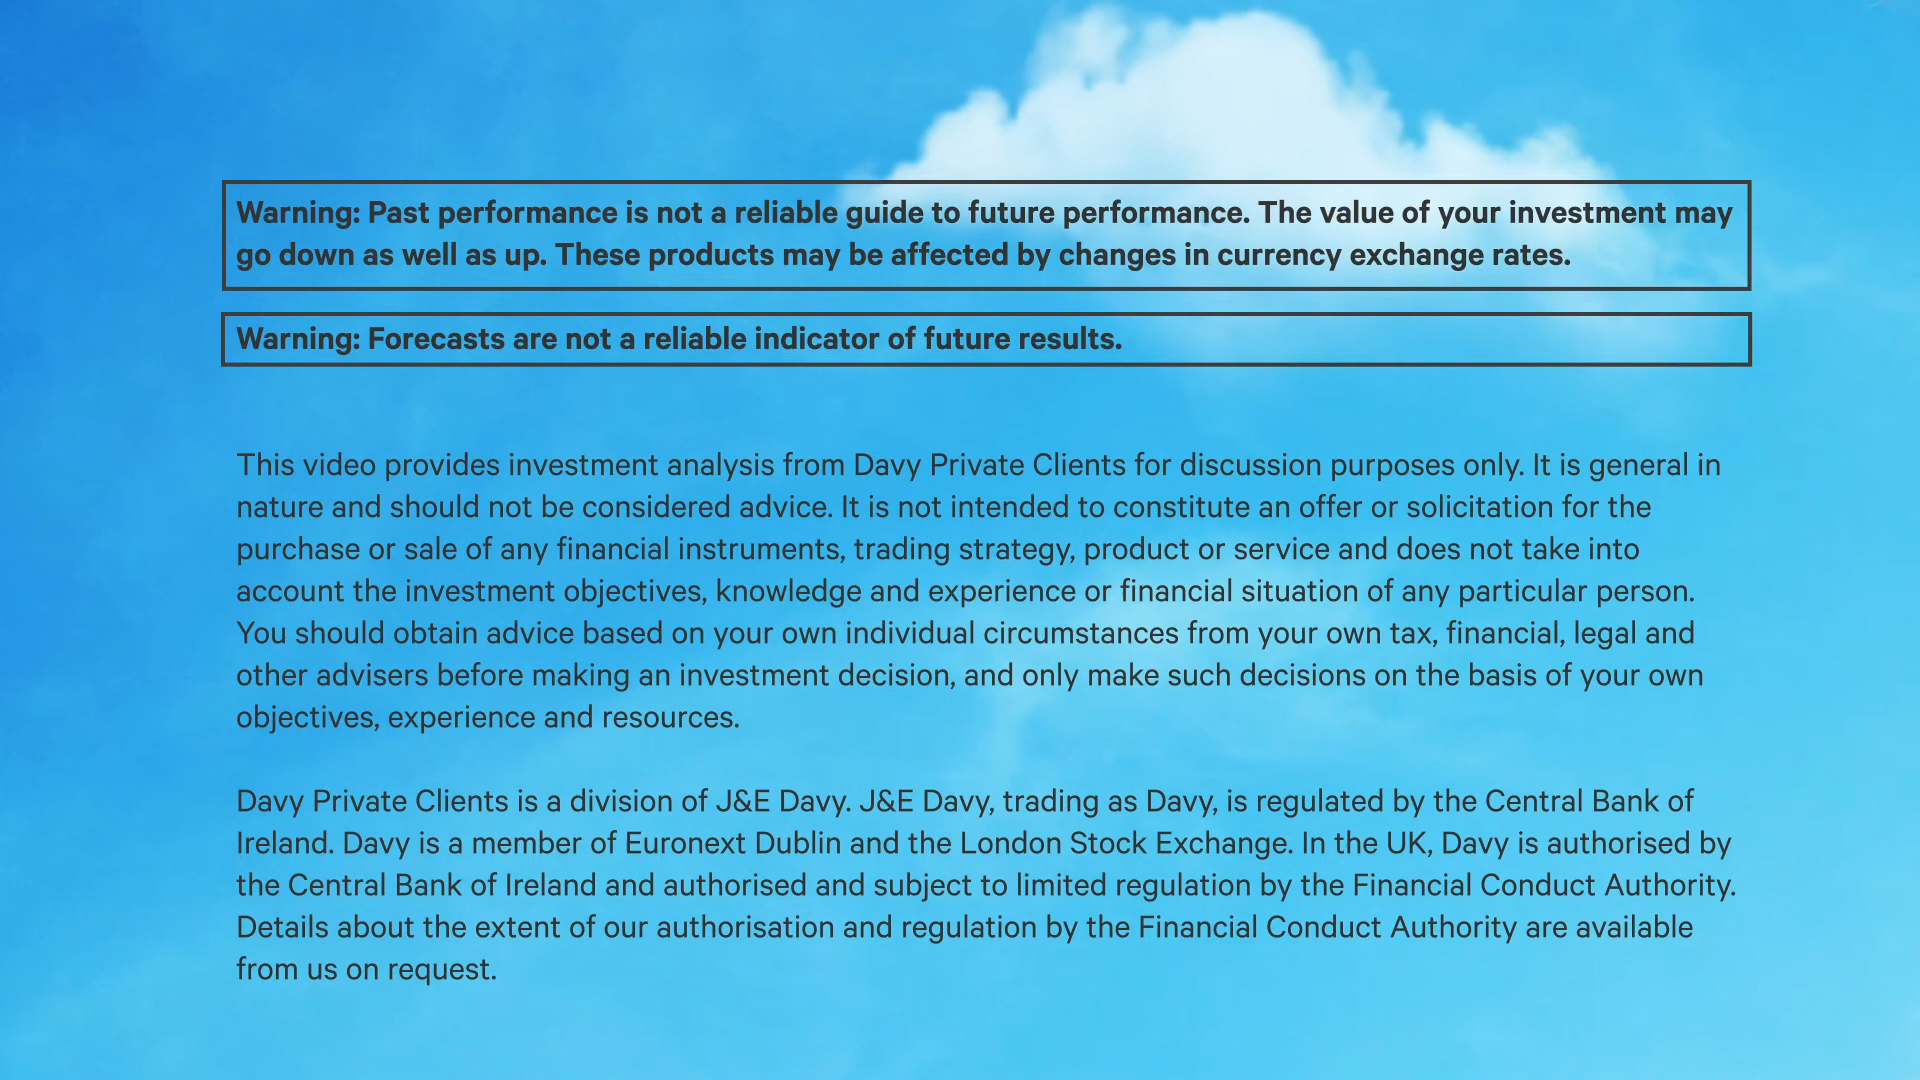 Warning: Past performance is not a reliable guide to future performance. The value of your investment may
go down as well as up. These products may be affected by changes in currency exchange rates.
Warning: Forecasts are not a reliable indicator of future results.
This video provides investment analysis from Davy Private Clients for discussion purposes only. It is general in
nature and should not be considered advice. It is not intended to constitute an offer or solicitation for the
purchase or sale of any financial instruments, trading strategy, product or service and does not take into
account the investment objectives, knowledge and experience or financial situation of any particular person.
You should obtain advice based on your own individual circumstances from your own tax, financial, legal and
other advisers before making an investment decision, and only make such decisions on the basis of your own
objectives, experience and resources.
Davy Private Clients is a division of J&E Davy. J&E Davy, trading as Davy, is regulated by the Central Bank of
Ireland. Davy is a member of Euronext Dublin and the London Stock Exchange. In the UK, Davy is authorised by
the Central Bank of Ireland and authorised and subject to limited regulation by the Financial Conduct Authority.
Details about the extent of our authorisation and regulation by the Financial Conduct Authority are available
from us on request.